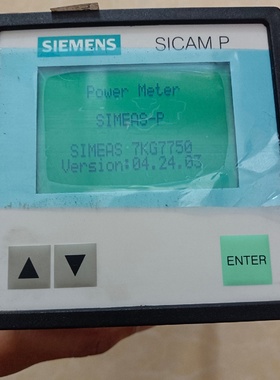 SIEMENS SICAM P
Power Meter
SIMEAS-P
SIMEAS 7KG7750
Version:04.24.03
ENTER